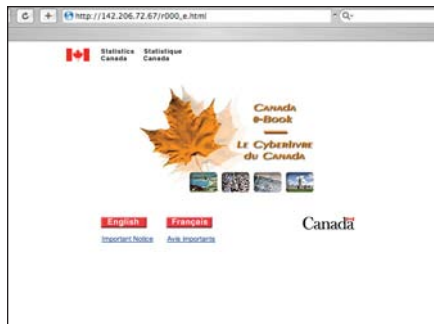 http://142.206.72.67/r000_e.html
Statistics Statistique
Canada Canada
Canada
e-Book
Le Cyberlivre
du Canada
English Français
Important Notice Avis importants
Canada